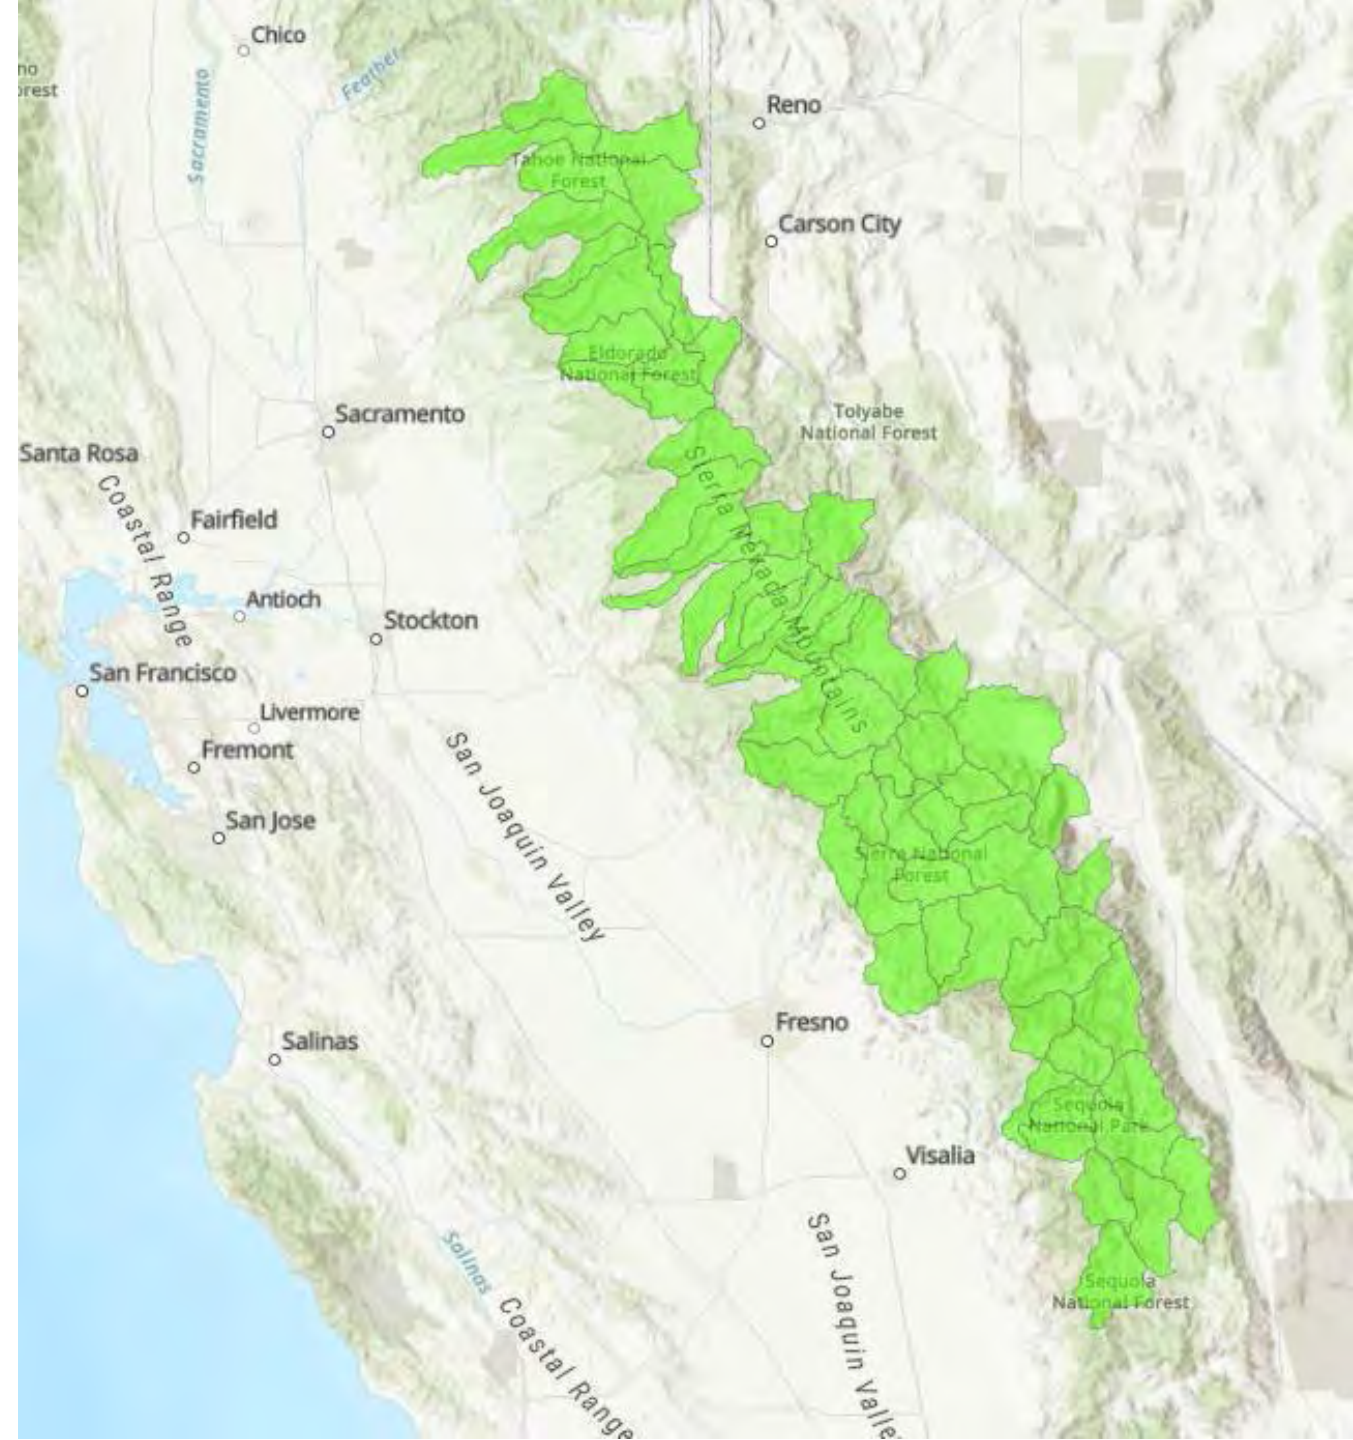 Chico
Feather
no
orest
Sacramento
Reno
Tahoe National
Forest
Carson City
Eldorado
National Forest
Sacramento
Toiyabe
National Forest
Santa Rosa
Coastal Range
Sierra Nevada Mountains
Fairfield
Antioch
Stockton
San Francisco
Livermore
Fremont
San Joaquin Valley
San Jose
Sierra National
Forest
Fresno
Salinas
Sequoia
National Park
Visalia
San Joaquin Valley
Salinas
Coastal Range
Sequoia
National Forest